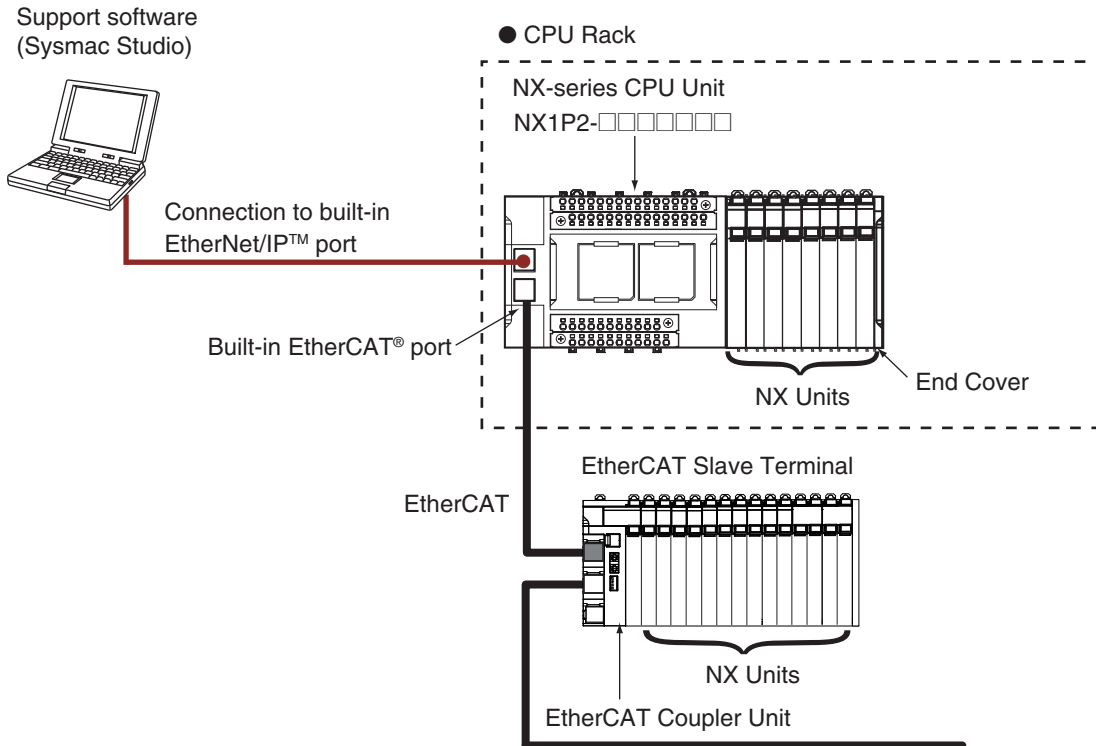 Support software
(Sysmac Studio)
● CPU Rack
NX-series CPU Unit
NX1P2-□□□□□□□
Connection to built-in
EtherNet/IP™ port
Built-in EtherCAT® port
NX Units
End Cover
EtherCAT Slave Terminal
EtherCAT
NX Units
EtherCAT Coupler Unit